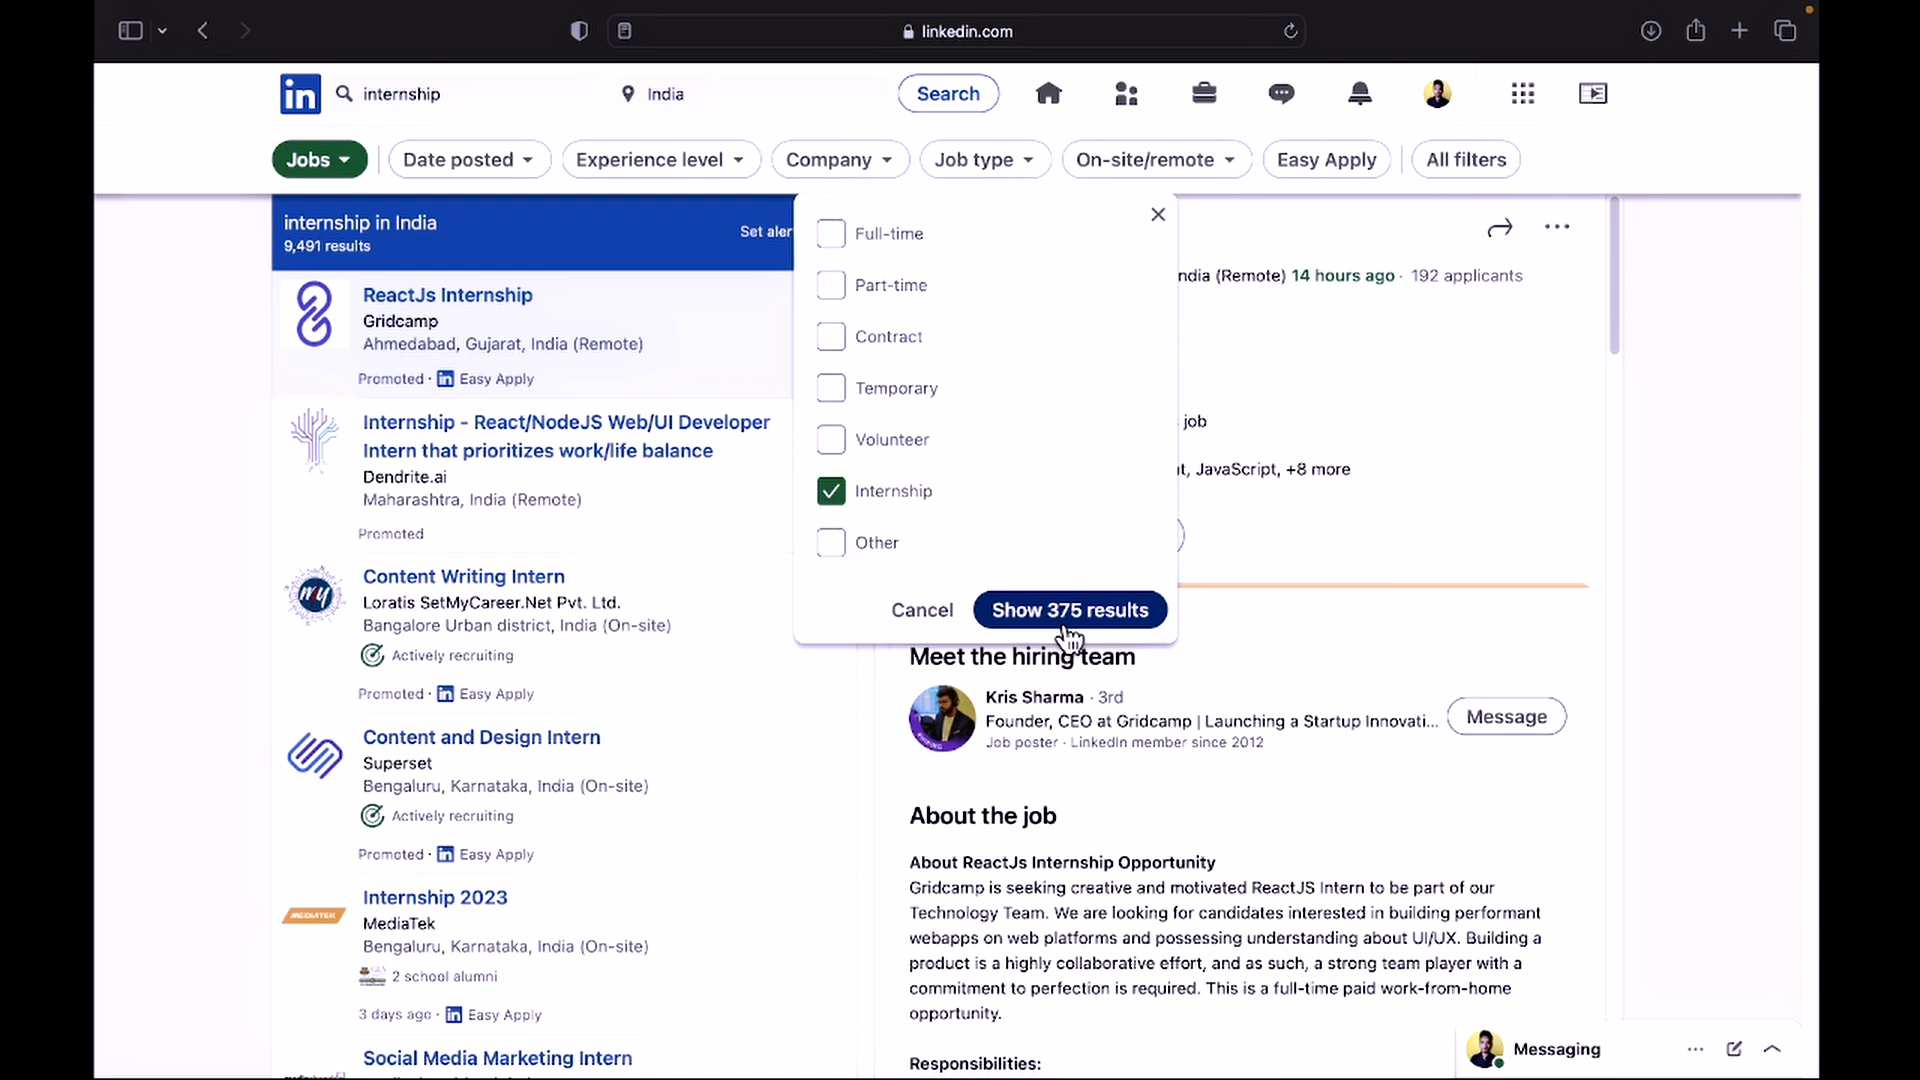 linkedin.com
in
internship
India
Search
Jobs
Date posted
Experience level
Company
Job type
On-site/remote
Easy Apply
All filters
internship in India
9,491 results
Set aler
ReactJs Internship
Gridcamp
Ahmedabad, Gujarat, India (Remote)
Promoted · in Easy Apply
Internship - React/NodeJS Web/UI Developer
Intern that prioritizes work/life balance
Dendrite.ai
Maharashtra, India (Remote)
Promoted
my
Content Writing Intern
Loratis SetMyCareer.Net Pvt. Ltd.
Bangalore Urban district, India (On-site)
Actively recruiting
Promoted · in Easy Apply
Content and Design Intern
Superset
Bengaluru, Karnataka, India (On-site)
Actively recruiting
Promoted · in Easy Apply
MEDIATEK
Internship 2023
MediaTek
Bengaluru, Karnataka, India (On-site)
2 school alumni
3 days ago · in Easy Apply
Social Media Marketing Intern
Full-time
Part-time
Contract
Temporary
Volunteer
Internship
Other
Cancel
Show 375 results
ndia (Remote) 14 hours ago · 192 applicants
job
t, JavaScript, +8 more
Meet the hiring team
Kris Sharma · 3rd
Founder, CEO at Gridcamp | Launching a Startup Innovati...
Job poster · LinkedIn member since 2012
Message
About the job
About ReactJs Internship Opportunity
Gridcamp is seeking creative and motivated ReactJS Intern to be part of our
Technology Team. We are looking for candidates interested in building performant
webapps on web platforms and possessing understanding about UI/UX. Building a
product is a highly collaborative effort, and as such, a strong team player with a
commitment to perfection is required. This is a full-time paid work-from-home
opportunity.
Responsibilities:
Messaging